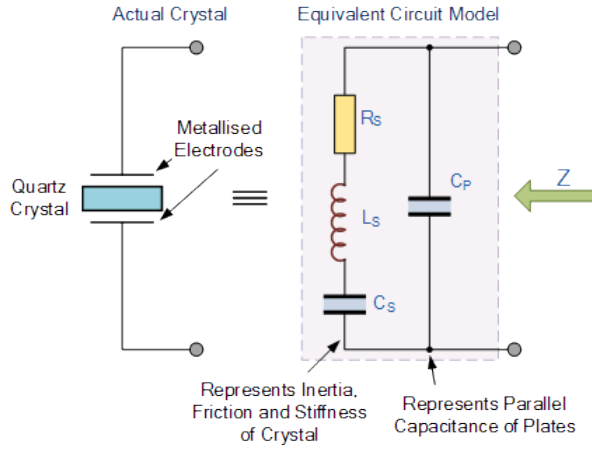 Actual Crystal
Equivalent Circuit Model
Metallised
Electrodes
Quartz
Crystal
RS
LS
CS
CP
Z
Represents Inertia,
Friction and Stiffness
of Crystal
Represents Parallel
Capacitance of Plates